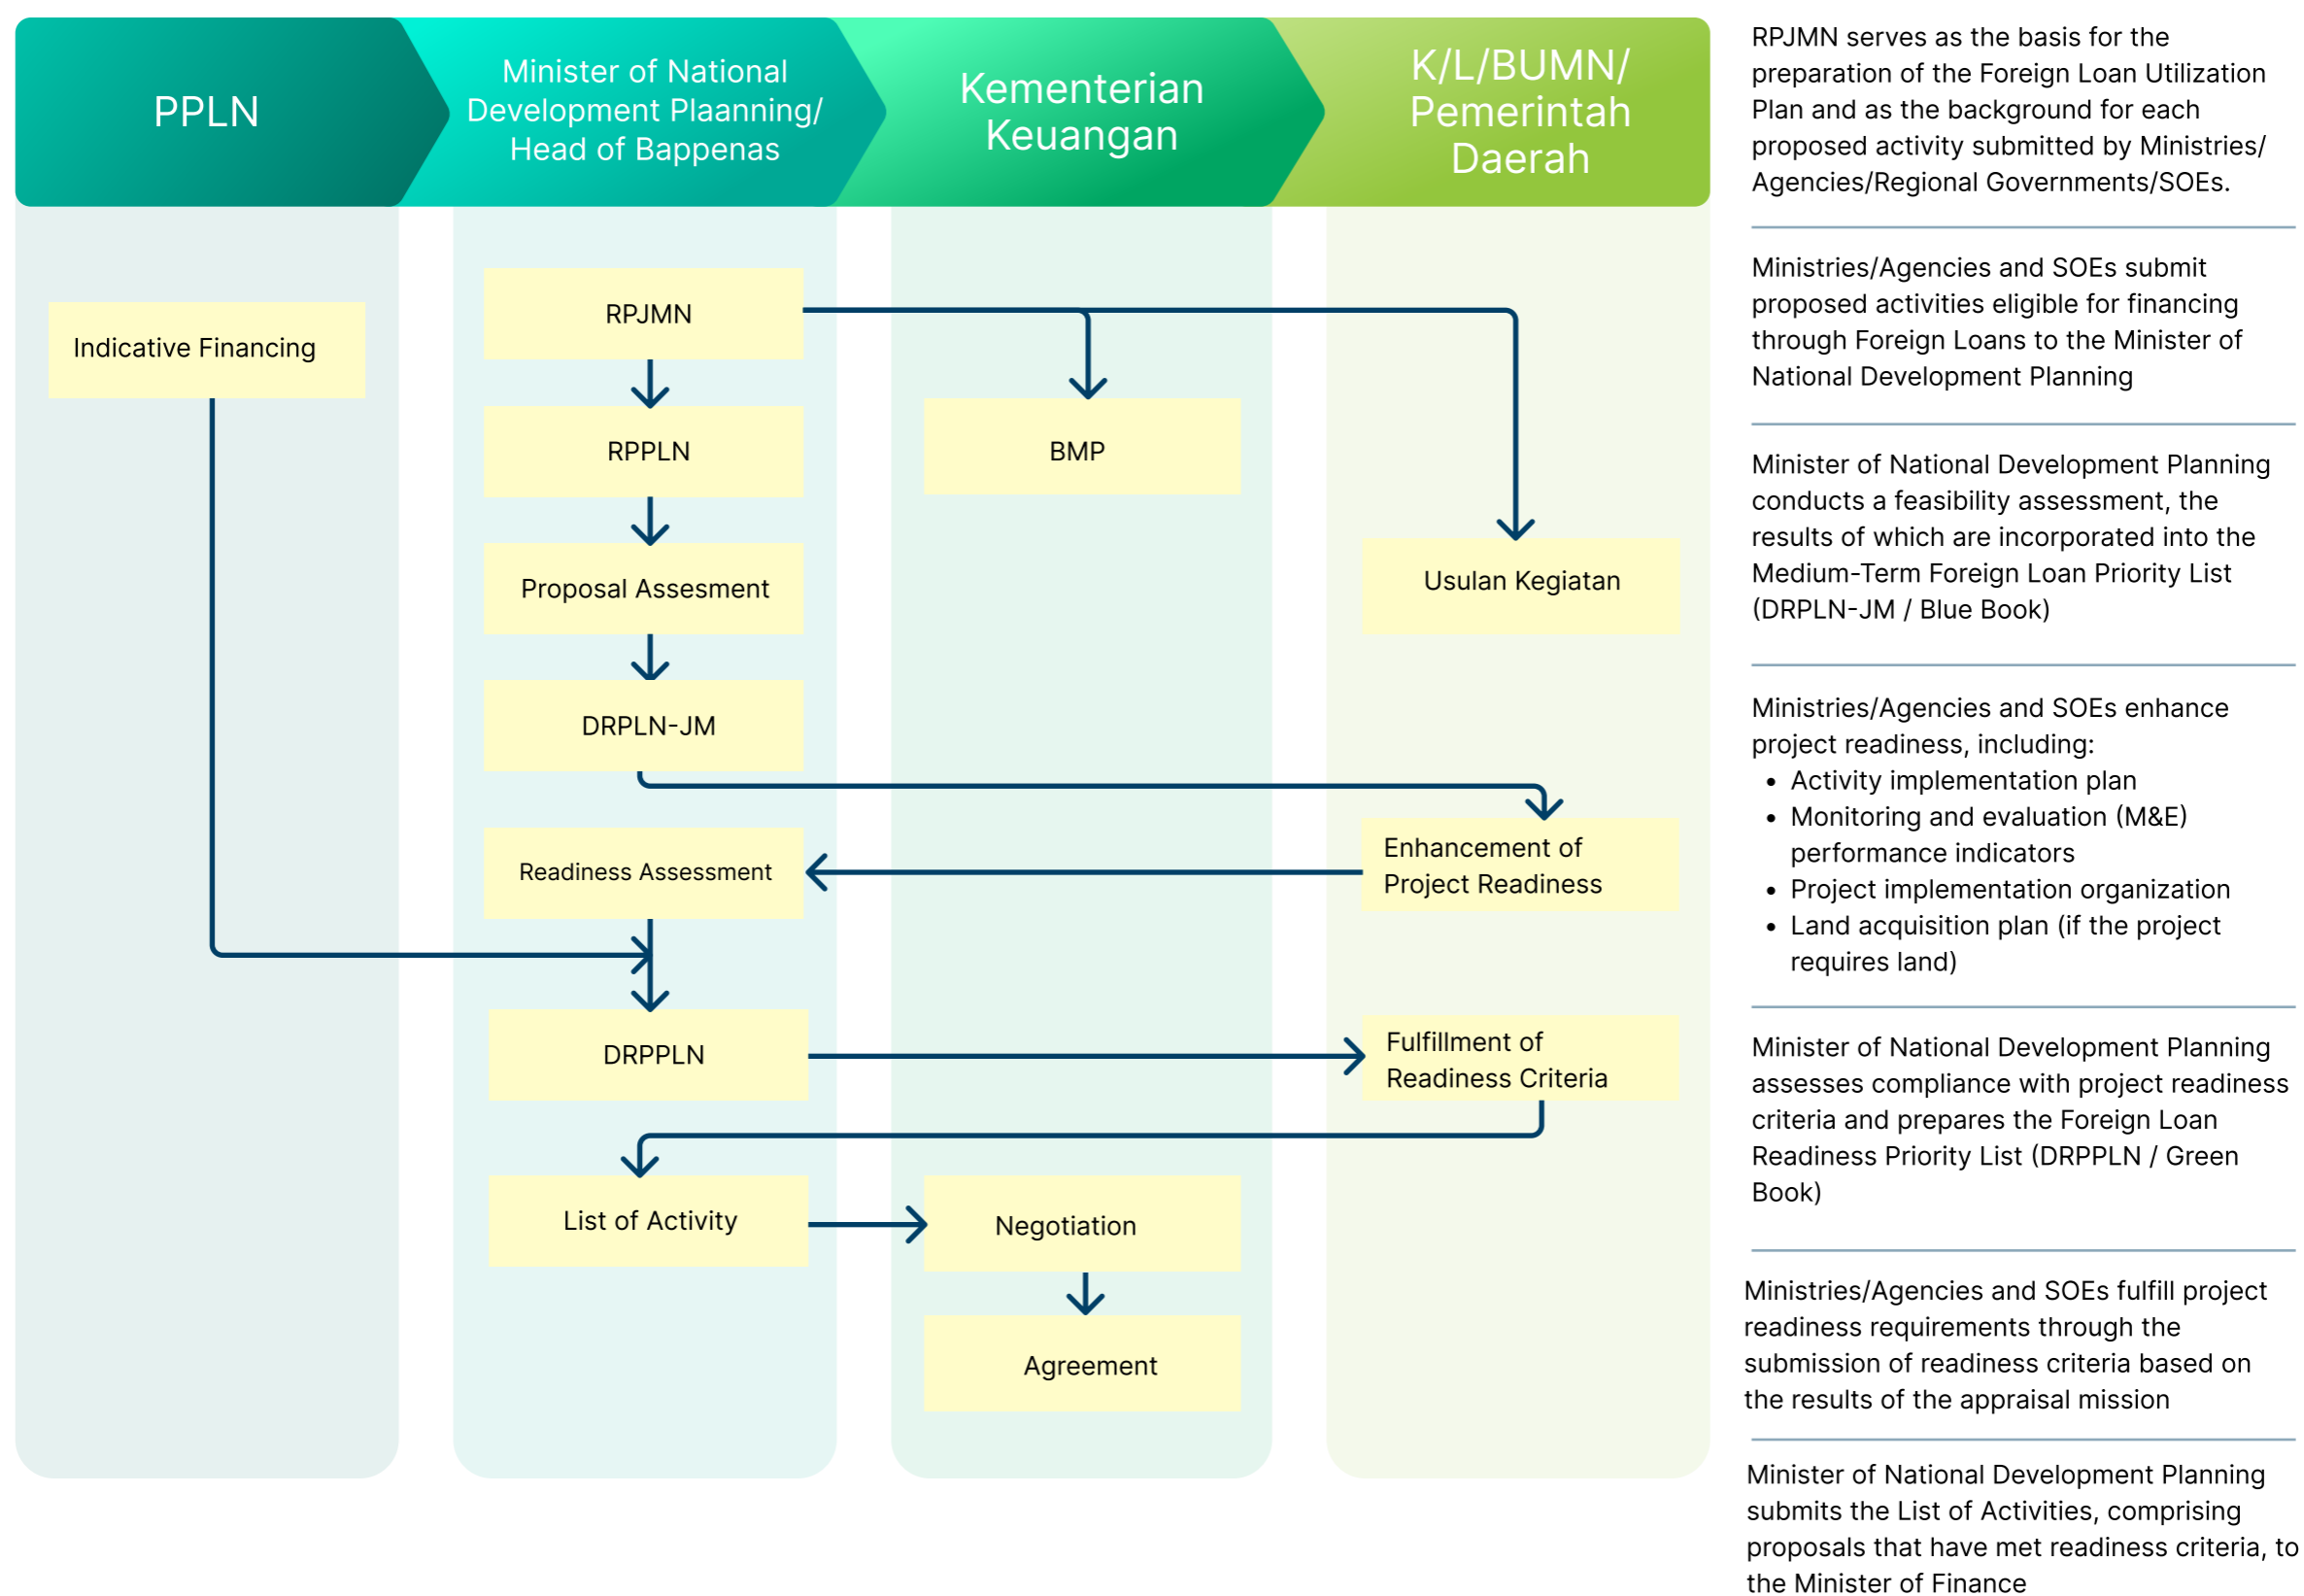 PPLN
Minister of National
Development Plaanning/
Head of Bappenas
Kementerian
Keuangan
K/L/BUMN/
Pemerintah
Daerah
Indicative Financing
RPJMN
RPPLN
BMP
Proposal Assesment
Usulan Kegiatan
DRPLN-JM
Readiness Assessment
Enhancement of
Project Readiness
DRPPLN
Fulfillment of
Readiness Criteria
List of Activity
Negotiation
Agreement
RPJMN serves as the basis for the
preparation of the Foreign Loan Utilization
Plan and as the background for each
proposed activity submitted by Ministries/
Agencies/Regional Governments/SOEs.
Ministries/Agencies and SOEs submit
proposed activities eligible for financing
through Foreign Loans to the Minister of
National Development Planning
Minister of National Development Planning
conducts a feasibility assessment, the
results of which are incorporated into the
Medium-Term Foreign Loan Priority List
(DRPLN-JM / Blue Book)
Ministries/Agencies and SOEs enhance
project readiness, including:
• Activity implementation plan
• Monitoring and evaluation (M&E)
performance indicators
• Project implementation organization
• Land acquisition plan (if the project
requires land)
Minister of National Development Planning
assesses compliance with project readiness
criteria and prepares the Foreign Loan
Readiness Priority List (DRPPLN / Green
Book)
Ministries/Agencies and SOEs fulfill project
readiness requirements through the
submission of readiness criteria based on
the results of the appraisal mission
Minister of National Development Planning
submits the List of Activities, comprising
proposals that have met readiness criteria, to
the Minister of Finance